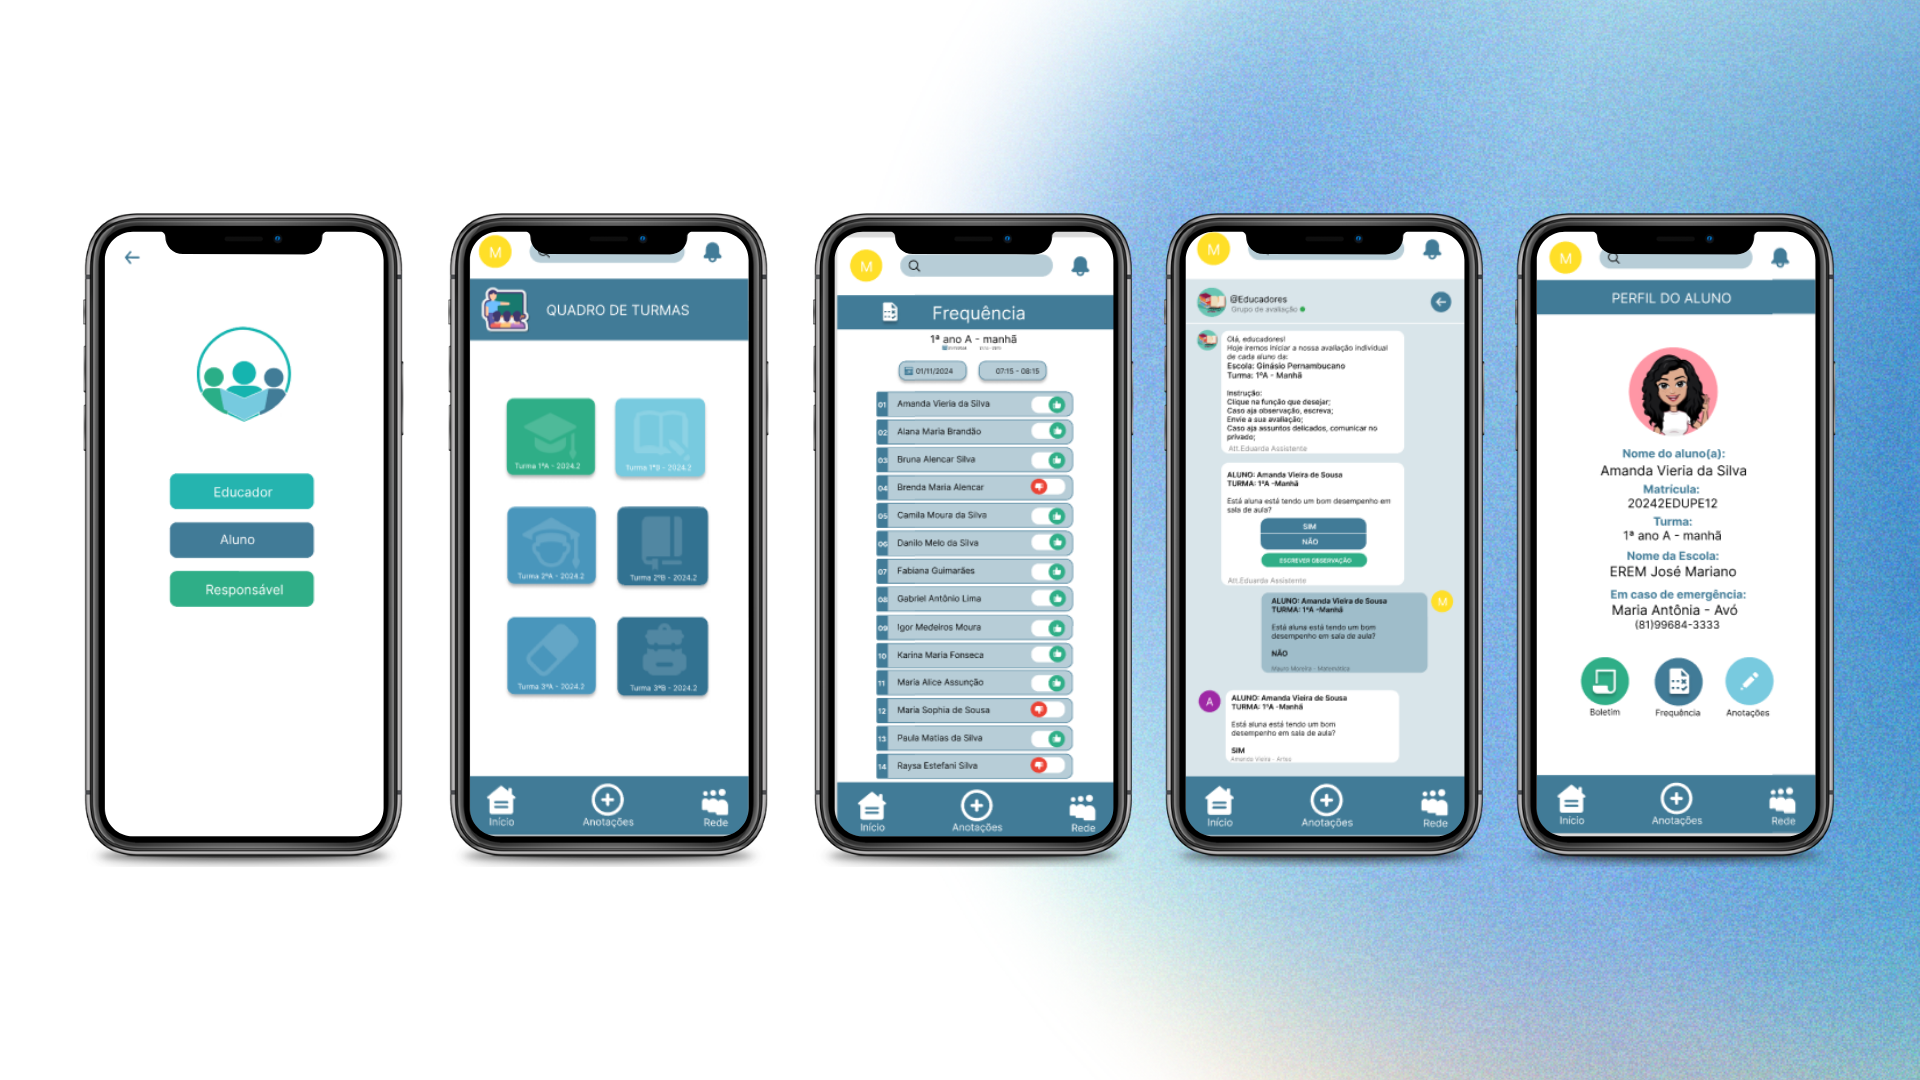 Educador
Aluno
Responsável
M
QUADRO DE TURMAS
Turma 1ªA - 2024.2
Turma 1ªB - 2024.2
Turma 2ªA - 2024.2
Turma 2ªB - 2024.2
Turma 3ªA - 2024.2
Turma 3ªB - 2024.2
Início
Anotações
Rede
M
Frequência
1ª ano A - manhã
01/11/2024
07:15 - 08:15
01 Amanda Vieria da Silva
02 Alana Maria Brandão
03 Bruna Alencar Silva
04 Brenda Maria Alencar
05 Camila Moura da Silva
06 Danilo Melo da Silva
07 Fabiana Guimarães
08 Gabriel Antônio Lima
09 Igor Medeiros Moura
10 Karina Maria Fonseca
11 Maria Alice Assunção
12 Maria Sophia de Sousa
13 Paula Matias da Silva
14 Raysa Estefani Silva
Início
Anotações
Rede
M
@Educadores
Grupo de avaliação
Olá, educadores!
Hoje iremos iniciar a nossa avaliação individual
de cada aluno da:
Escola: Ginásio Pernambucano
Turma: 1ºA - Manhã
Instrução:
Clique na função que desejar;
Caso aja observação, escreva;
Envie a sua avaliação;
Caso aja assuntos delicados, comunicar no
privado;
Att.Eduarda Assistente
ALUNO: Amanda Vieira de Sousa
TURMA: 1ªA -Manhã
Está aluna está tendo um bom desempenho em
sala de aula?
SIM
NÃO
ESCREVER OBSERVAÇÃO
Att.Eduarda Assistente
M
ALUNO: Amanda Vieira de Sousa
TURMA: 1ªA -Manhã
Está aluna está tendo um bom
desempenho em sala de aula?
NÃO
Mauro Moreira - Matemática
A
ALUNO: Amanda Vieira de Sousa
TURMA: 1ªA -Manhã
Está aluna está tendo um bom
desempenho em sala de aula?
SIM
Amanda Vieira - Artes
Início
Anotações
Rede
M
PERFIL DO ALUNO
Nome do aluno(a):
Amanda Vieria da Silva
Matrícula:
20242EDUPE12
Turma:
1ª ano A - manhã
Nome da Escola:
EREM José Mariano
Em caso de emergência:
Maria Antônia - Avó
(81)99684-3333
Boletim
Frequência
Anotações
Início
Anotações
Rede